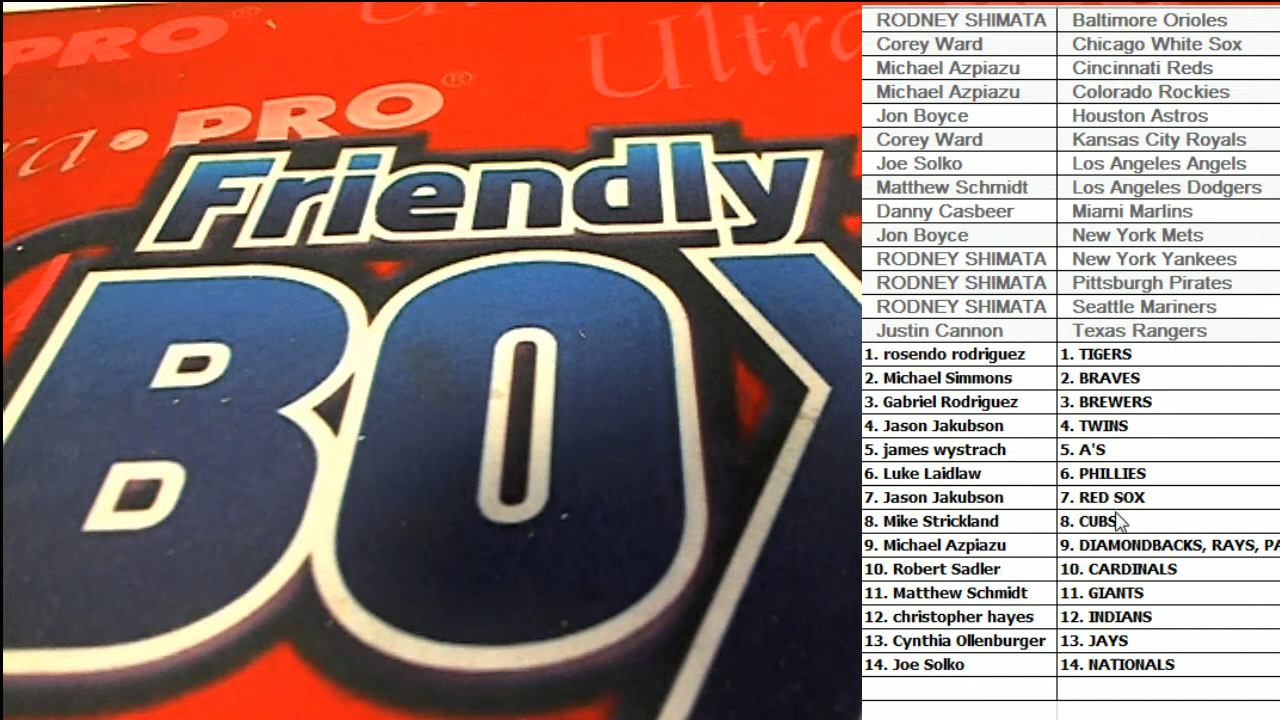 PRO®
Ultra
ra•PRO®
Friendly
BO
RODNEY SHIMATA Baltimore Orioles
Corey Ward Chicago White Sox
Michael Azpiazu Cincinnati Reds
Michael Azpiazu Colorado Rockies
Jon Boyce Houston Astros
Corey Ward Kansas City Royals
Joe Solko Los Angeles Angels
Matthew Schmidt Los Angeles Dodgers
Danny Casbeer Miami Marlins
Jon Boyce New York Mets
RODNEY SHIMATA New York Yankees
RODNEY SHIMATA Pittsburgh Pirates
RODNEY SHIMATA Seattle Mariners
Justin Cannon Texas Rangers
1. rosendo rodriguez 1. TIGERS
2. Michael Simmons 2. BRAVES
3. Gabriel Rodriguez 3. BREWERS
4. Jason Jakubson 4. TWINS
5. james wystrach 5. A'S
6. Luke Laidlaw 6. PHILLIES
7. Jason Jakubson 7. RED SOX
8. Mike Strickland 8. CUBS
9. Michael Azpiazu 9. DIAMONDBACKS, RAYS, PA
10. Robert Sadler 10. CARDINALS
11. Matthew Schmidt 11. GIANTS
12. christopher hayes 12. INDIANS
13. Cynthia Ollenburger 13. JAYS
14. Joe Solko 14. NATIONALS